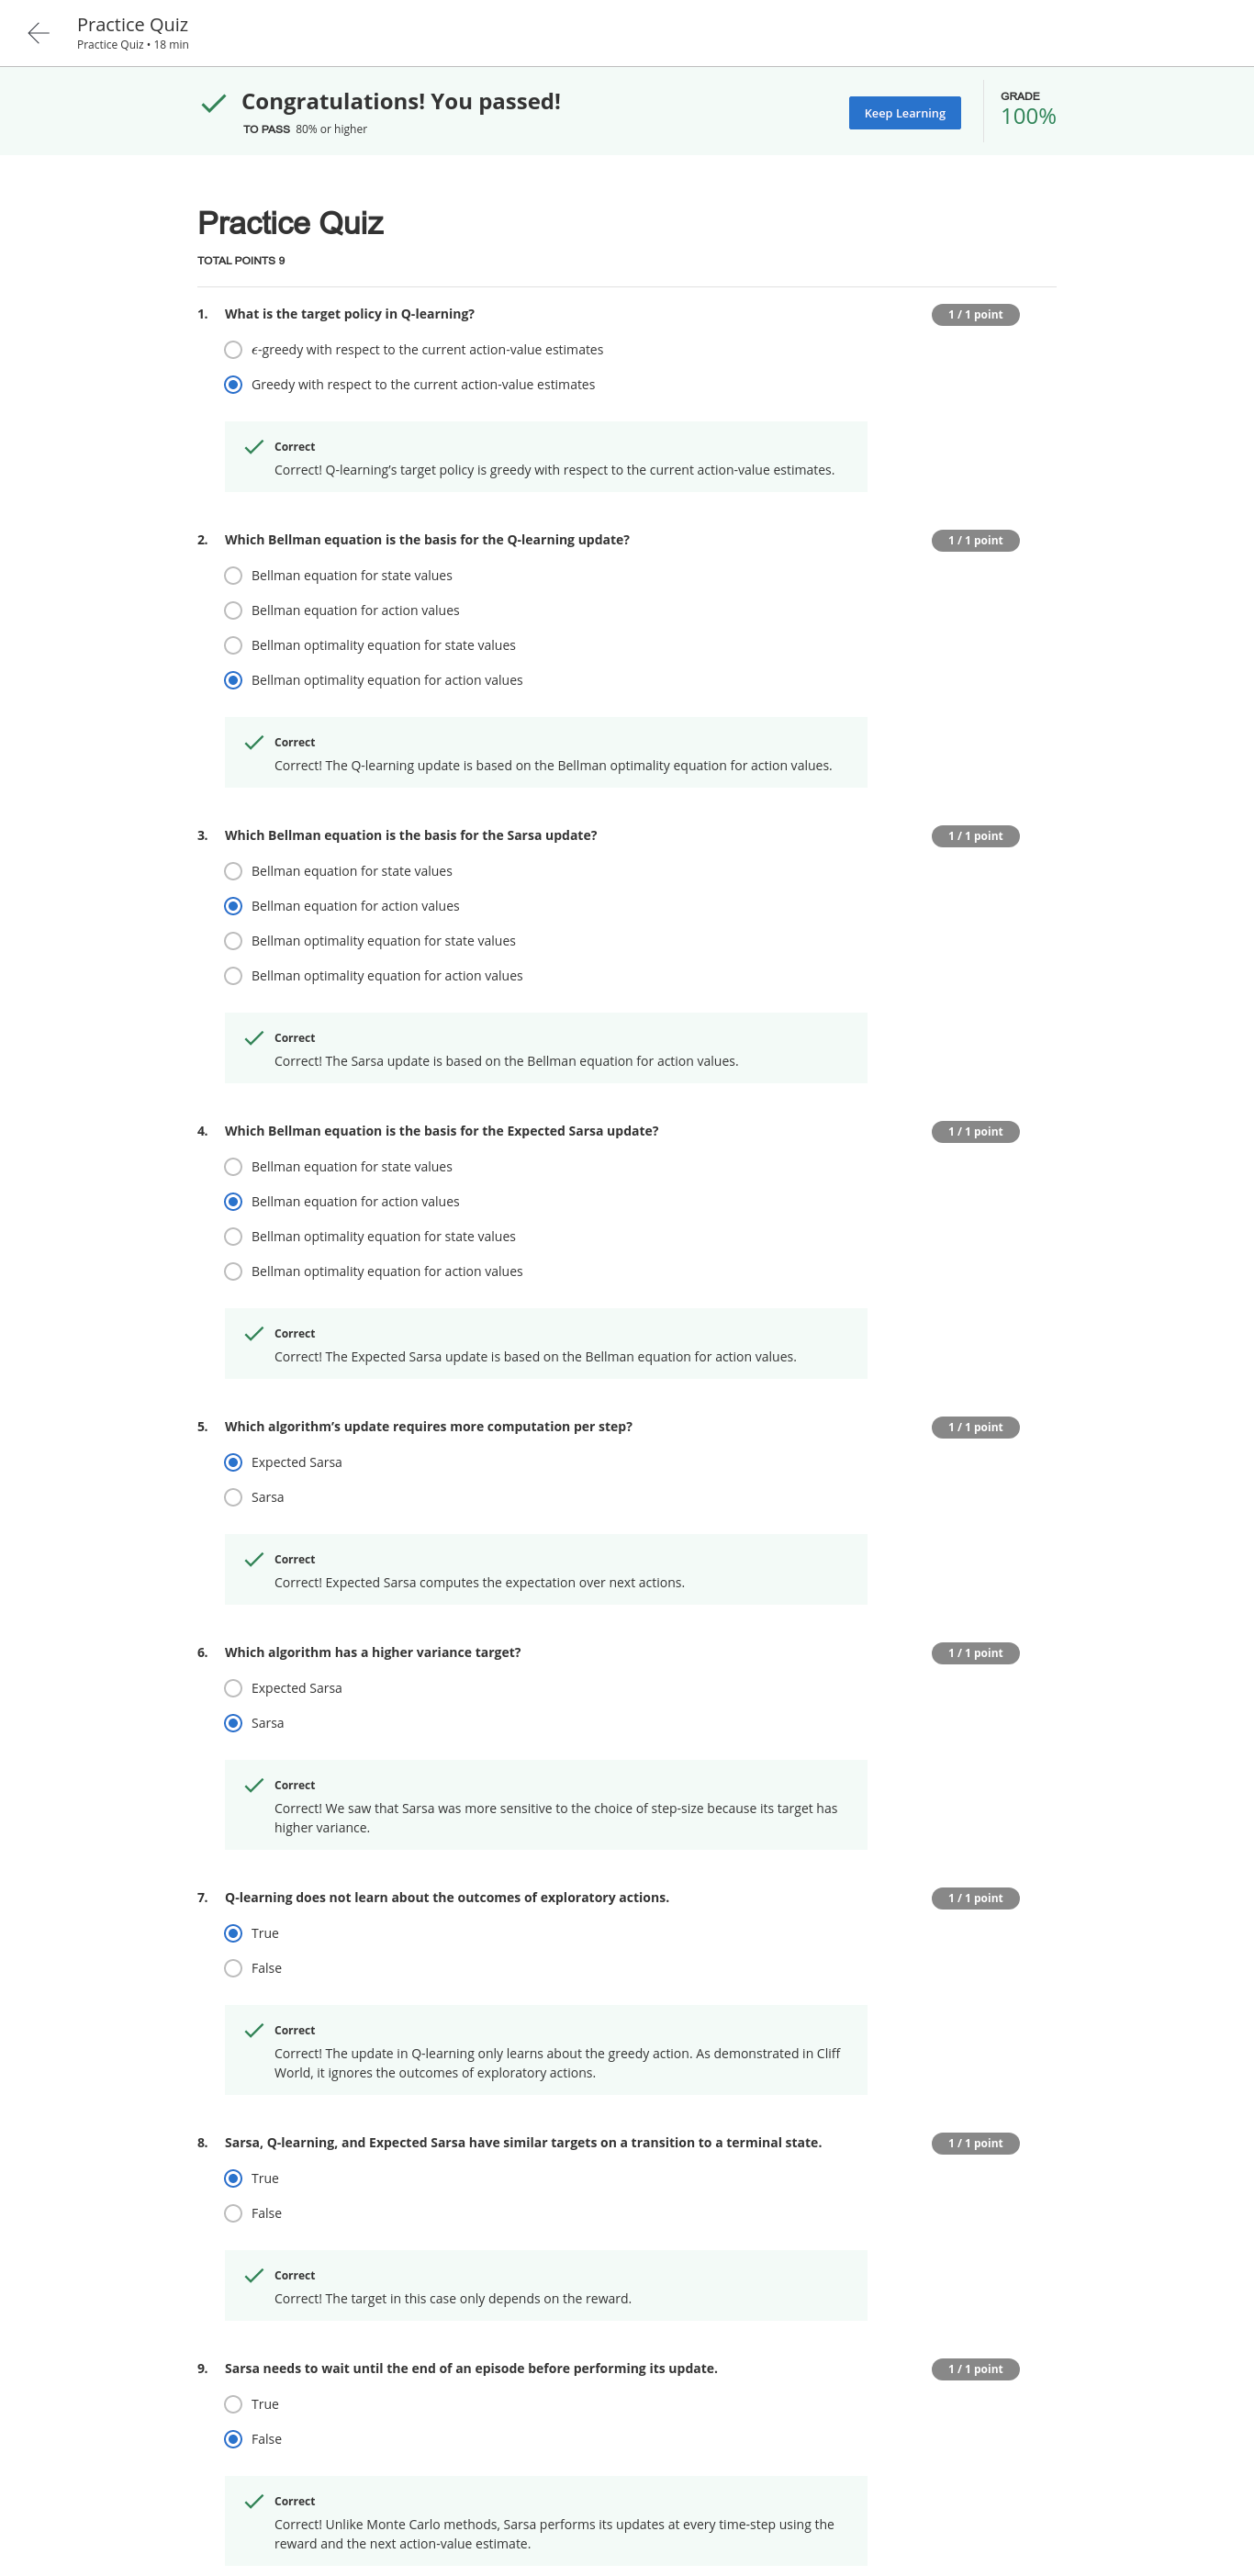 Practice Quiz
Practice Quiz • 18 min
Congratulations! You passed!
TO PASS 80% or higher
Keep Learning
GRADE
100%
Practice Quiz
TOTAL POINTS 9
1. What is the target policy in Q-learning?
1 / 1 point
ϵ-greedy with respect to the current action-value estimates
Greedy with respect to the current action-value estimates
Correct
Correct! Q-learning’s target policy is greedy with respect to the current action-value estimates.
2. Which Bellman equation is the basis for the Q-learning update?
1 / 1 point
Bellman equation for state values
Bellman equation for action values
Bellman optimality equation for state values
Bellman optimality equation for action values
Correct
Correct! The Q-learning update is based on the Bellman optimality equation for action values.
3. Which Bellman equation is the basis for the Sarsa update?
1 / 1 point
Bellman equation for state values
Bellman equation for action values
Bellman optimality equation for state values
Bellman optimality equation for action values
Correct
Correct! The Sarsa update is based on the Bellman equation for action values.
4. Which Bellman equation is the basis for the Expected Sarsa update?
1 / 1 point
Bellman equation for state values
Bellman equation for action values
Bellman optimality equation for state values
Bellman optimality equation for action values
Correct
Correct! The Expected Sarsa update is based on the Bellman equation for action values.
5. Which algorithm’s update requires more computation per step?
1 / 1 point
Expected Sarsa
Sarsa
Correct
Correct! Expected Sarsa computes the expectation over next actions.
6. Which algorithm has a higher variance target?
1 / 1 point
Expected Sarsa
Sarsa
Correct
Correct! We saw that Sarsa was more sensitive to the choice of step-size because its target has
higher variance.
7. Q-learning does not learn about the outcomes of exploratory actions.
1 / 1 point
True
False
Correct
Correct! The update in Q-learning only learns about the greedy action. As demonstrated in Cliff
World, it ignores the outcomes of exploratory actions.
8. Sarsa, Q-learning, and Expected Sarsa have similar targets on a transition to a terminal state.
1 / 1 point
True
False
Correct
Correct! The target in this case only depends on the reward.
9. Sarsa needs to wait until the end of an episode before performing its update.
1 / 1 point
True
False
Correct
Correct! Unlike Monte Carlo methods, Sarsa performs its updates at every time-step using the
reward and the next action-value estimate.